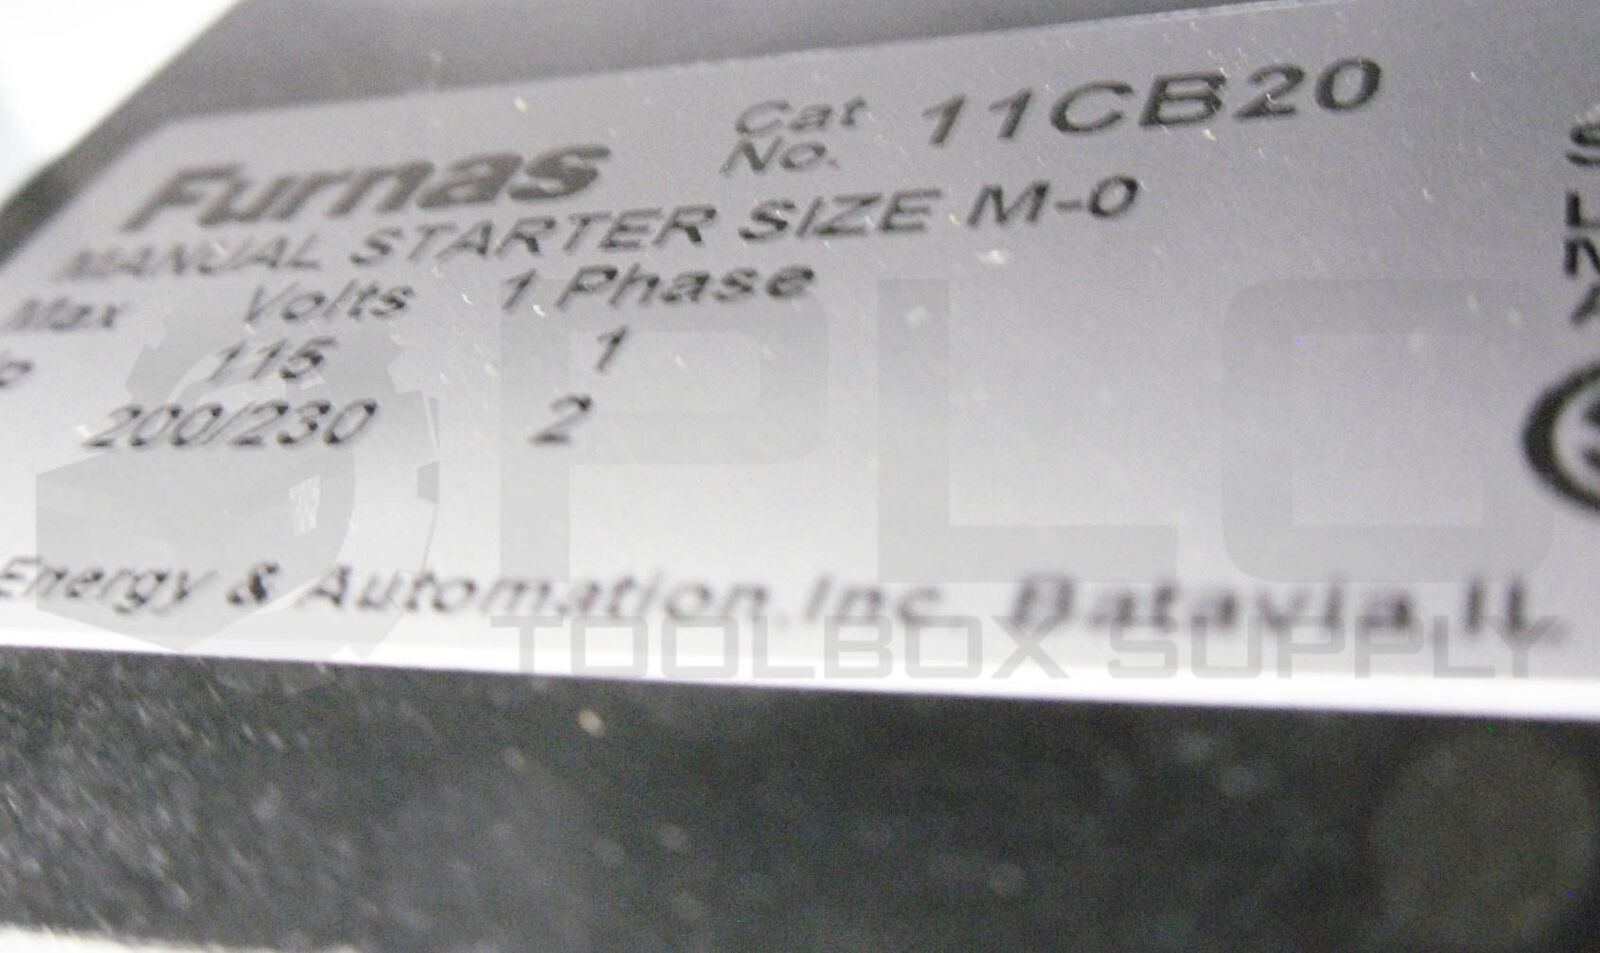 Furnas Cat No. 11CB20
MANUAL STARTER SIZE M-0
Max Volts 1 Phase
115 1
200/230 2
Energy & Automation, Inc. Batavia, IL.
PLC
TOOLBOX SUPPLY